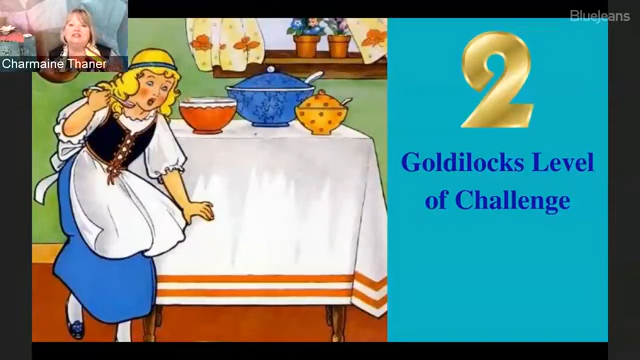 BlueJeans
Charmaine Thaner
2
Goldilocks Level
of Challenge